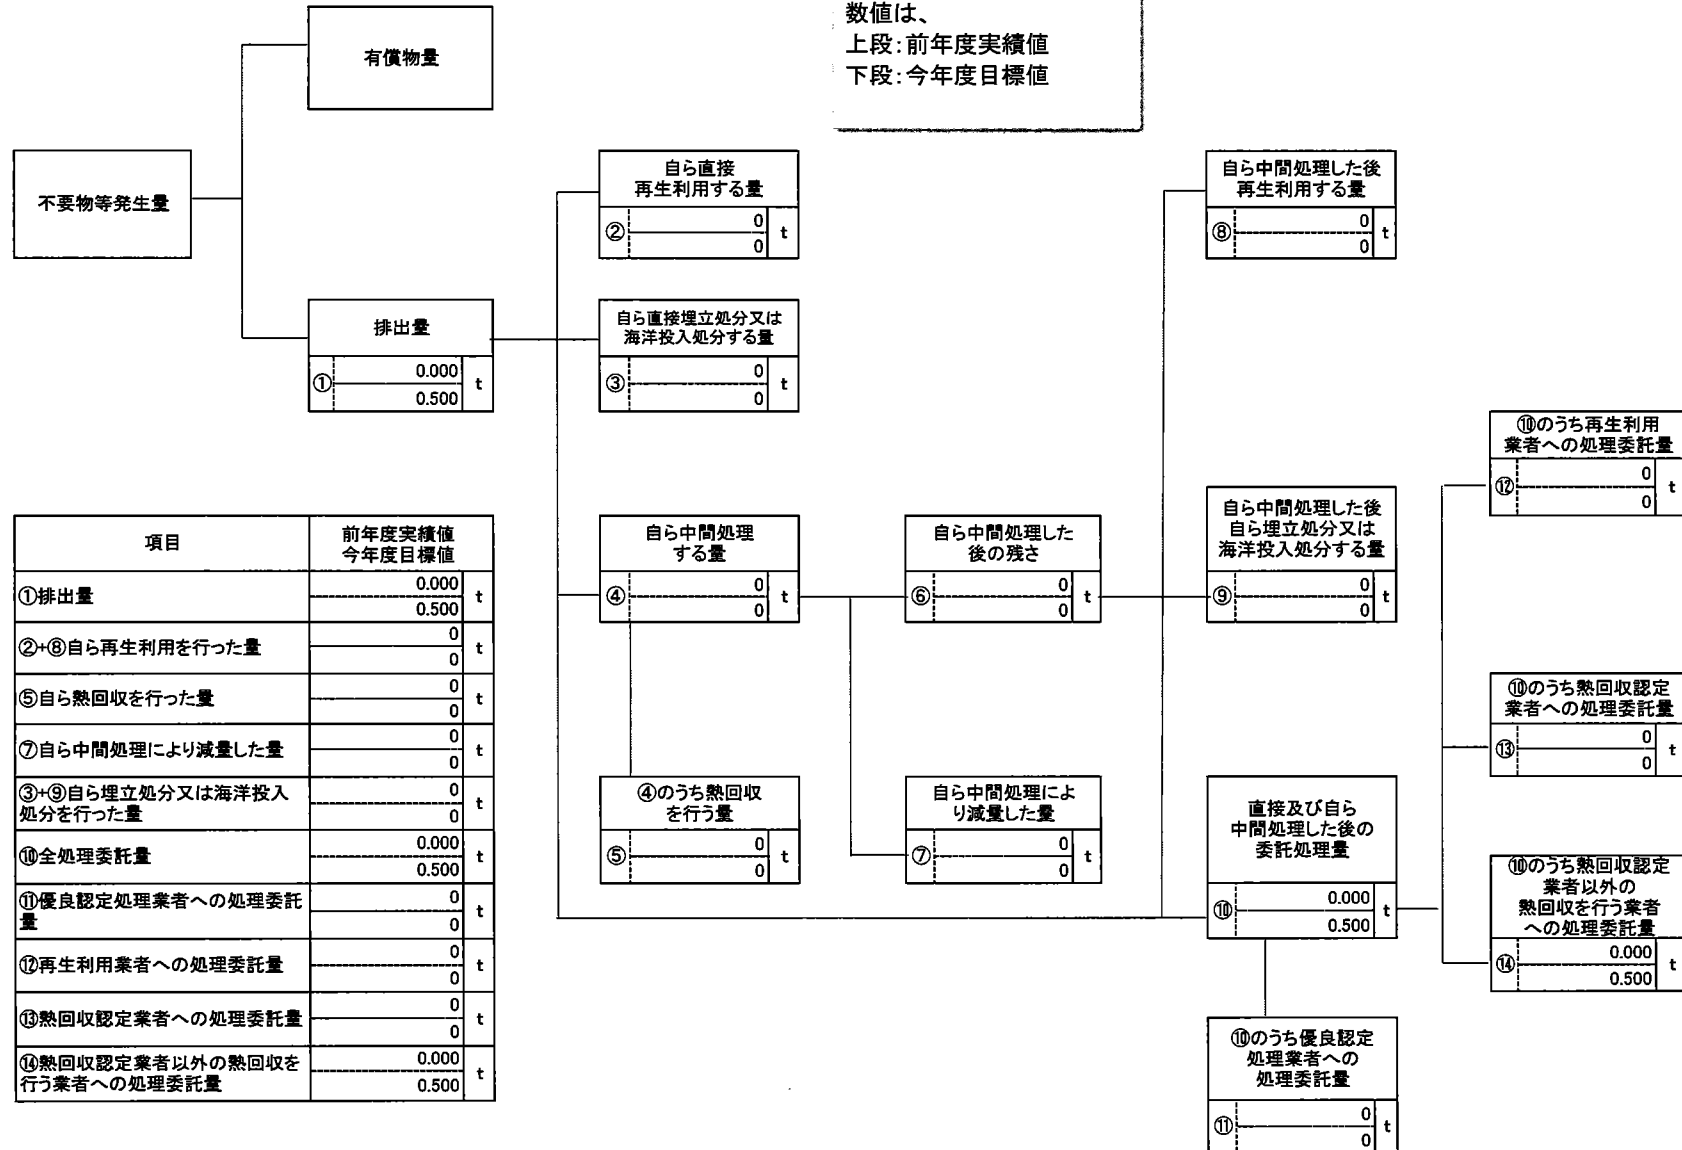 数値は、
上段:前年度実績値
下段:今年度目標値
有償物量
不要物等発生量
排出量
①
0.000
0.500
t
自ら直接
再生利用する量
②
0
0
t
自ら直接埋立処分又は
海洋投入処分する量
③
0
0
t
自ら中間処理した後
再生利用する量
⑧
0
0
t
自ら中間処理
する量
④
0
0
t
自ら中間処理した
後の残さ
⑥
0
0
t
自ら中間処理した後
自ら埋立処分又は
海洋投入処分する量
⑨
0
0
t
⑩のうち再生利用
業者への処理委託量
⑫
0
0
t
⑩のうち熱回収認定
業者への処理委託量
⑬
0
0
t
④のうち熱回収
を行う量
⑤
0
0
t
自ら中間処理によ
り減量した量
⑦
0
0
t
直接及び自ら
中間処理した後の
委託処理量
⑩
0.000
0.500
t
⑩のうち熱回収認定
業者以外の
熱回収を行う業者
への処理委託量
⑭
0.000
0.500
t
⑩のうち優良認定
処理業者への
処理委託量
⑪
0
0
t
項目
前年度実績値
今年度目標値
①排出量
0.000
0.500
t
②+⑧自ら再生利用を行った量
0
0
t
⑤自ら熱回収を行った量
0
0
t
⑦自ら中間処理により減量した量
0
0
t
③+⑨自ら埋立処分又は海洋投入
処分を行った量
0
0
t
⑩全処理委託量
0.000
0.500
t
⑪優良認定処理業者への処理委託
量
0
0
t
⑫再生利用業者への処理委託量
0
0
t
⑬熱回収認定業者への処理委託量
0
0
t
⑭熱回収認定業者以外の熱回収を
行う業者への処理委託量
0.000
0.500
t